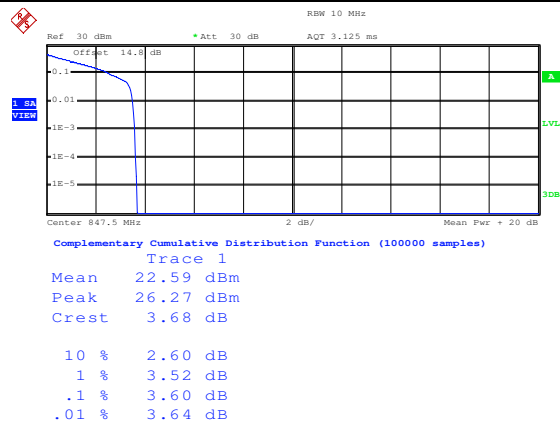 RBW 10 MHz
Ref 30 dBm * Att 30 dB AQT 3.125 ms
Offset 14.8 dB
0.1
A
0.01
1 SA
VIEW
LVL
1E-3
1E-4
1E-5
3DB
Center 847.5 MHz 2 dB/ Mean Pwr + 20 dB
Complementary Cumulative Distribution Function (100000 samples)
Trace 1
Mean 22.59 dBm
Peak 26.27 dBm
Crest 3.68 dB
10 % 2.60 dB
1 % 3.52 dB
.1 % 3.60 dB
.01 % 3.64 dB